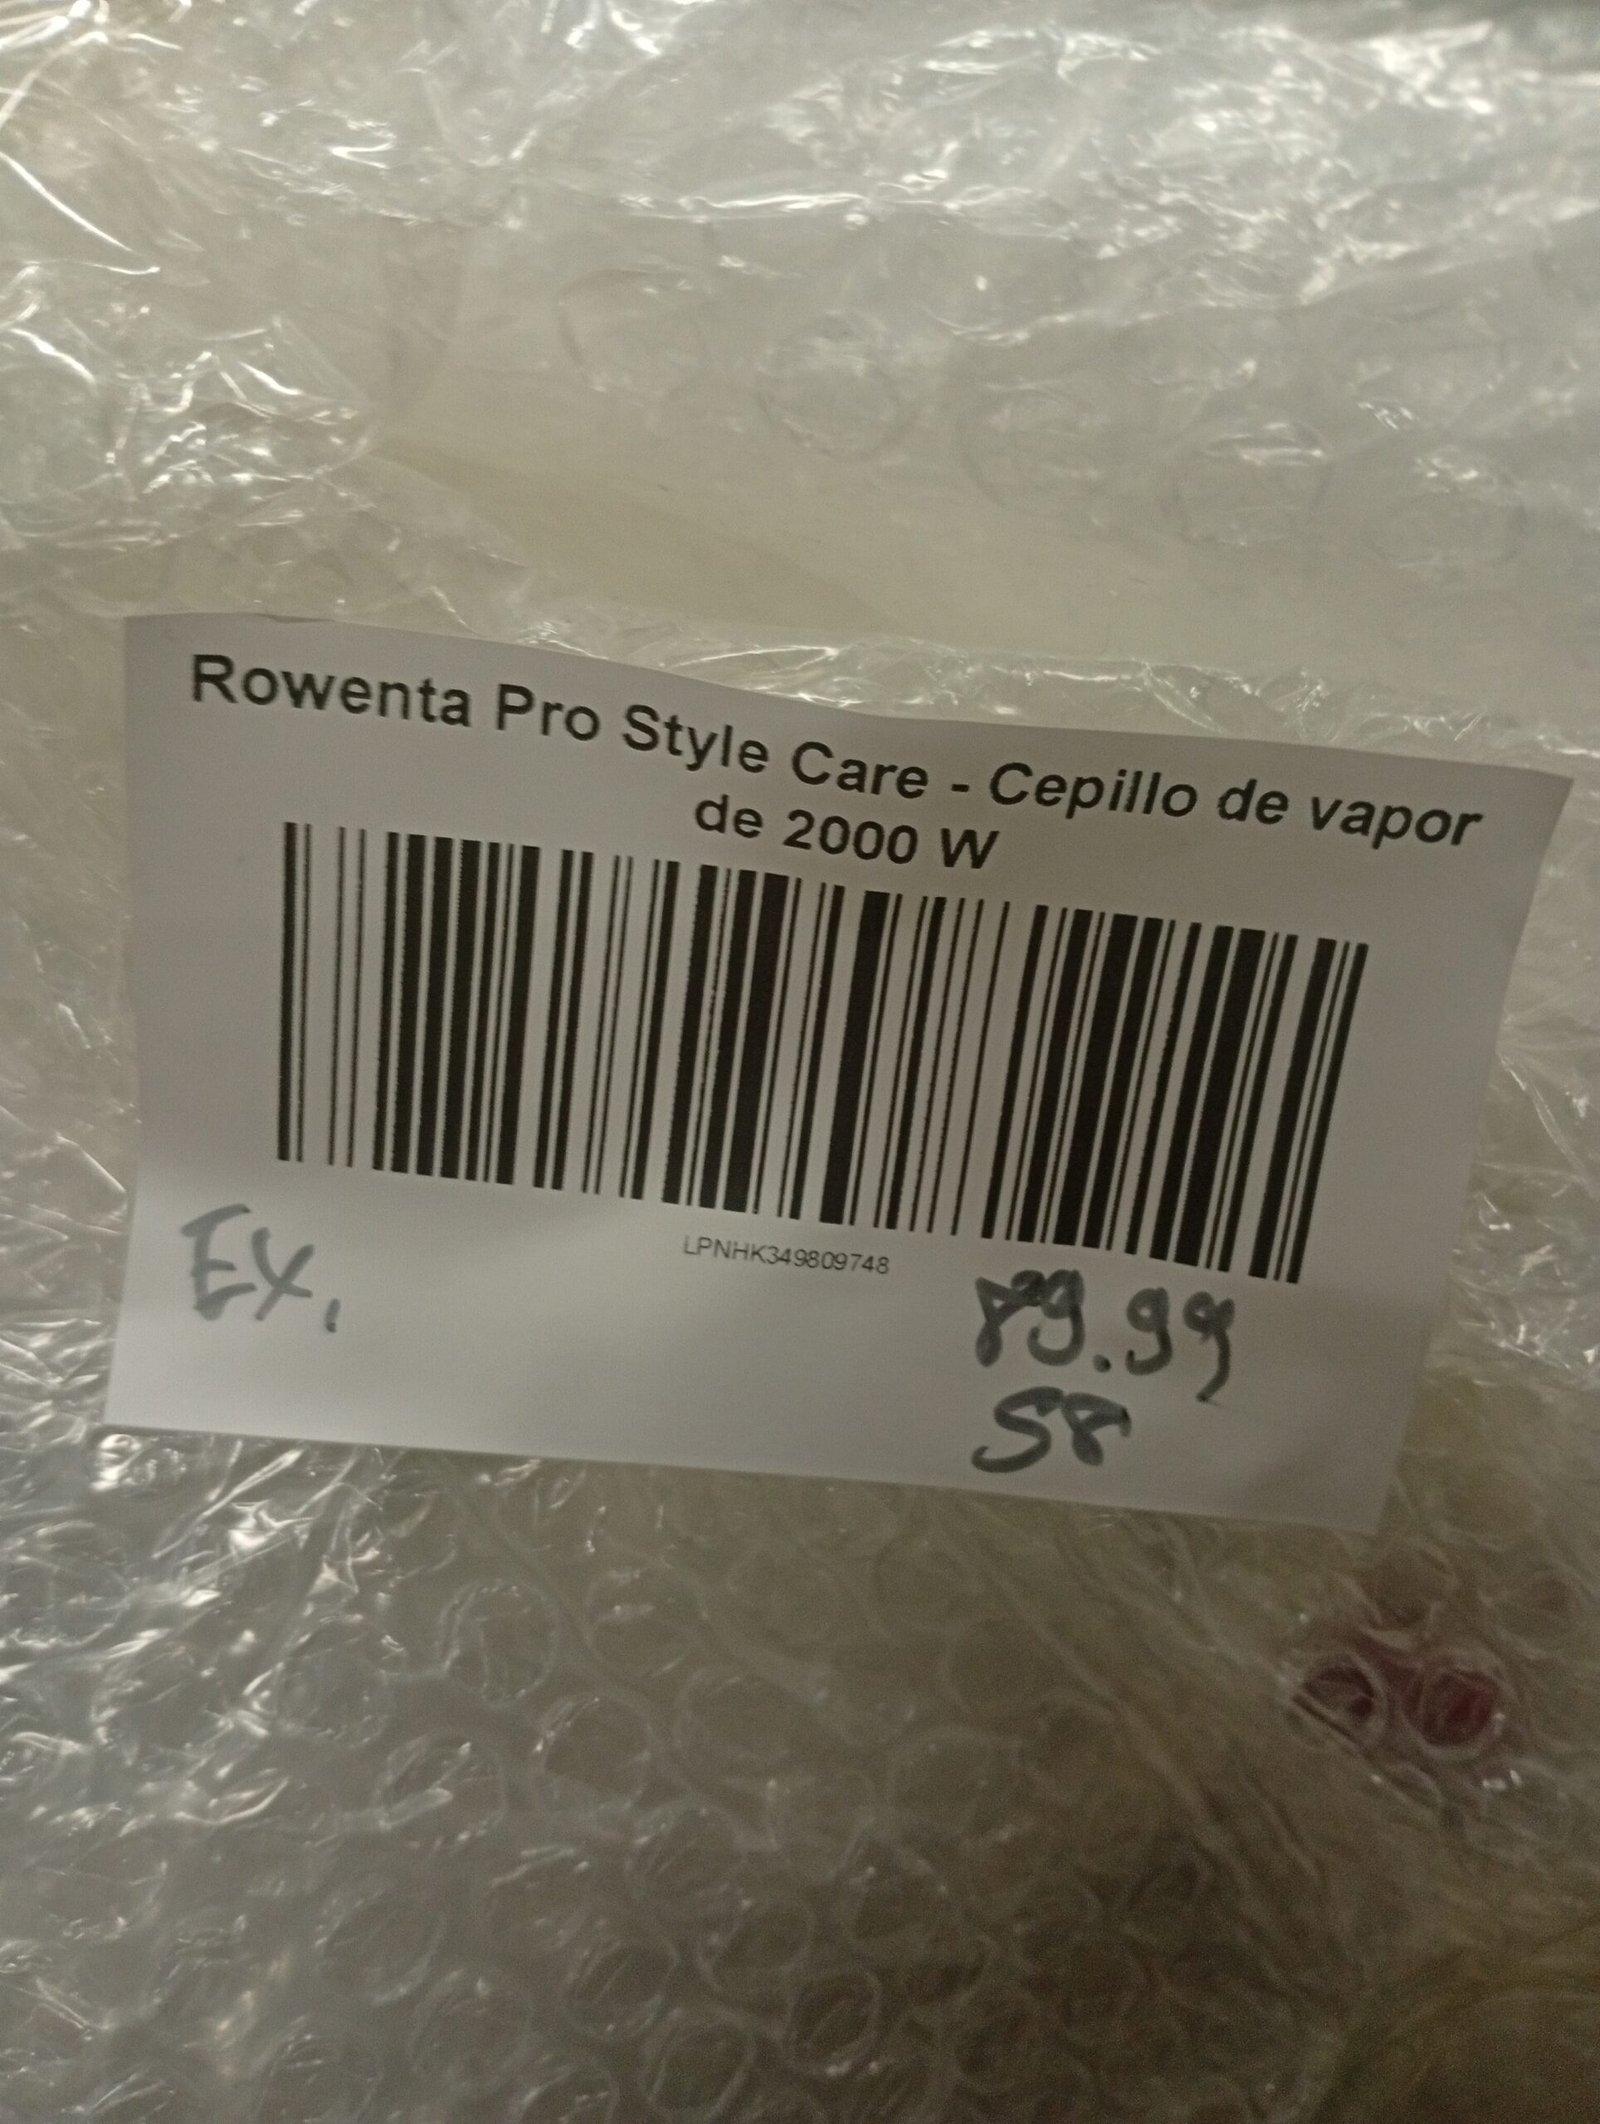 Rowenta Pro Style Care - Cepillo de vapor
de 2000 W
LPNHK349809748
Ex.
89.99
58